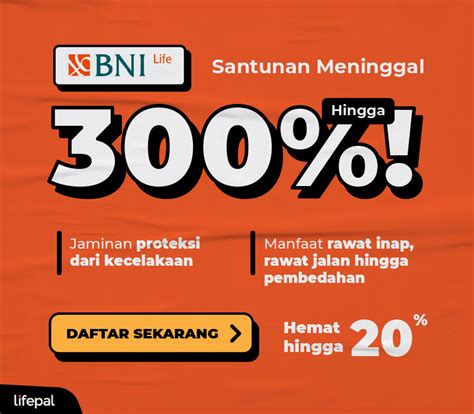 BNI Life
Santunan Meninggal
Hingga
300%!
Jaminan proteksi
dari kecelakaan
Manfaat rawat inap,
rawat jalan hingga
pembedahan
DAFTAR SEKARANG
Hemat
hingga
20%
lifepal